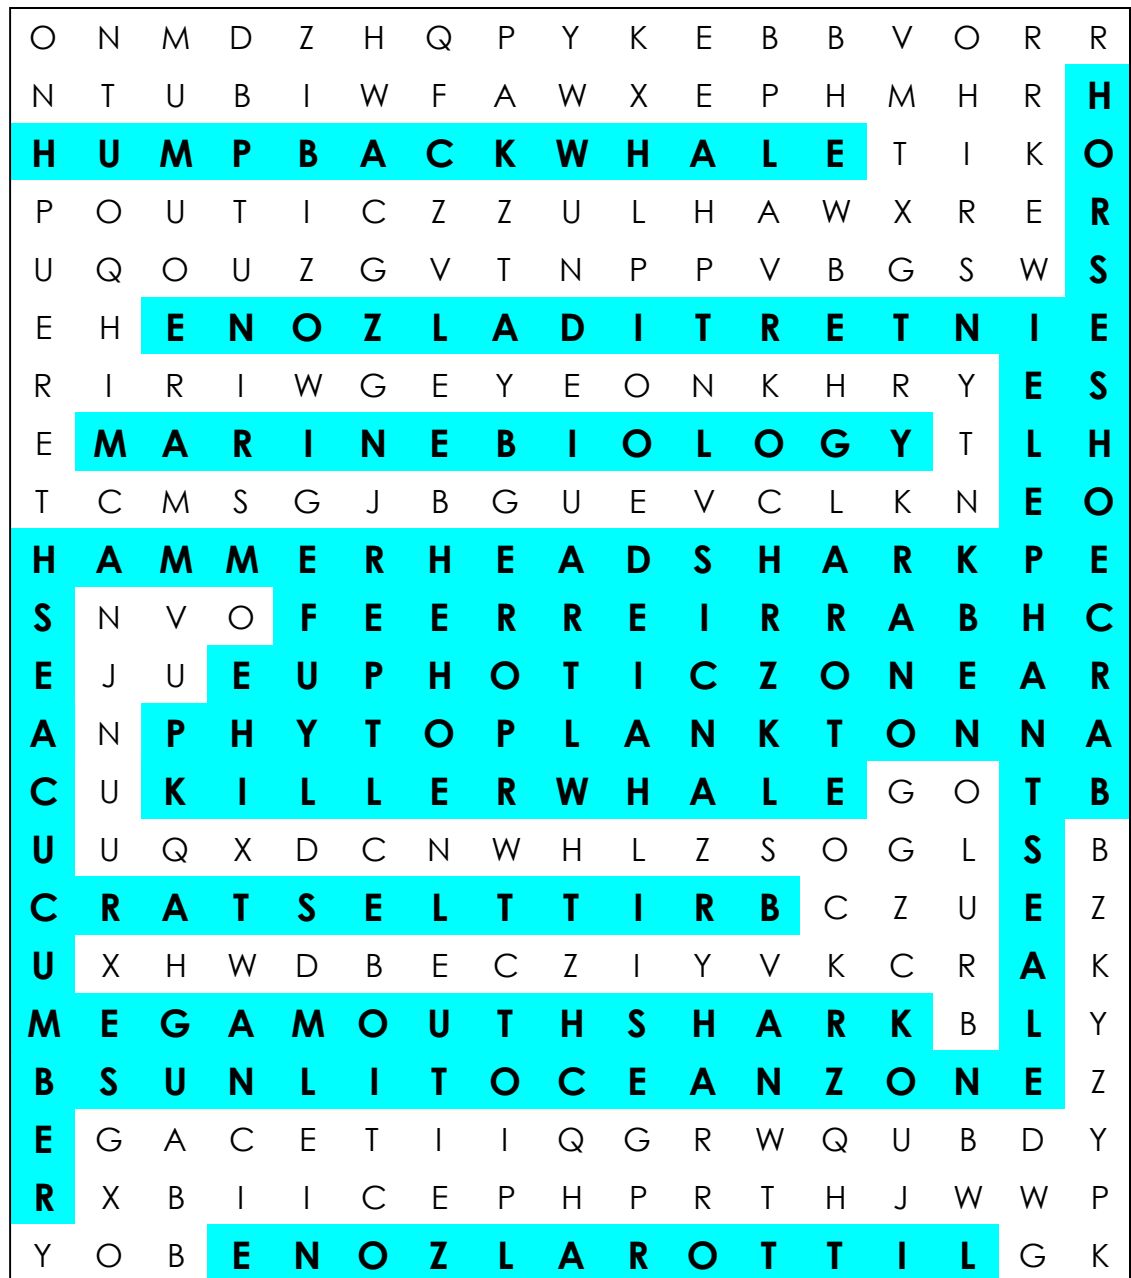 O N M D Z H Q P Y K E B B V O R R
N T U B I W F A W X E P H M H R H
H U M P B A C K W H A L E T I K O
P O U T I C Z Z U L H A W X R E R
U Q O U Z G V T N P P V B G S W S
E H E N O Z L A D I T R E T N I E
R I R I W G E Y E O N K H R Y E S
E M A R I N E B I O L O G Y T L H
T C M S G J B G U E V C L K N E O
H A M M E R H E A D S H A R K P E
S N V O F E E R R E I R R A B H C
E J U E U P H O T I C Z O N E A R
A N P H Y T O P L A N K T O N N A
C U K I L L E R W H A L E G O T B
U U Q X D C N W H L Z S O G L S B
C R A T S E L T T I R B C Z U E Z
U X H W D B E C Z I Y V K C R A K
M E G A M O U T H S H A R K B L Y
B S U N L I T O C E A N Z O N E Z
E G A C E T I I Q G R W Q U B D Y
R X B I I C E P H P R T H J W W P
Y O B E N O Z L A R O T T I L G K